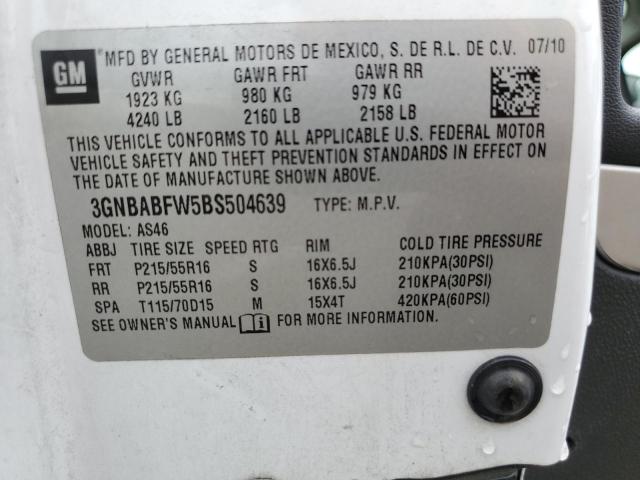 GM
MFD BY GENERAL MOTORS DE MEXICO, S. DE R.L. DE C.V. 07/10
GVWR GAWR FRT GAWR RR
1923 KG 980 KG 979 KG
4240 LB 2160 LB 2158 LB
THIS VEHICLE CONFORMS TO ALL APPLICABLE U.S. FEDERAL MOTOR
VEHICLE SAFETY AND THEFT PREVENTION STANDARDS IN EFFECT ON
THE DATE OF MANUFACTURE SHOWN ABOVE.
3GNBABFW5BS504639 TYPE: M.P.V.
MODEL: AS46
ABBJ TIRE SIZE SPEED RTG RIM COLD TIRE PRESSURE
FRT P215/55R16 S 16X6.5J 210KPA(30PSI)
RR P215/55R16 S 16X6.5J 210KPA(30PSI)
SPA T115/70D15 M 15X4T 420KPA(60PSI)
SEE OWNER'S MANUAL FOR MORE INFORMATION.